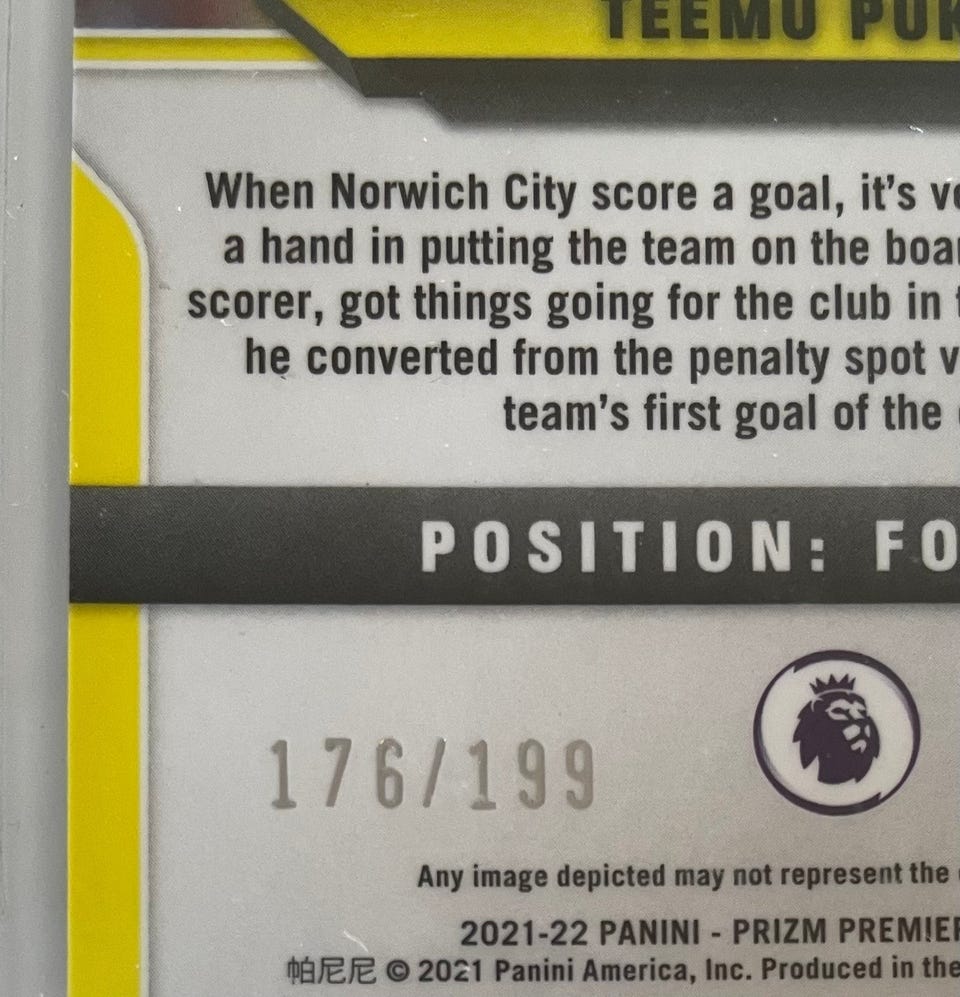 TEEMU PUK
When Norwich City score a goal, it’s ve
a hand in putting the team on the boar
scorer, got things going for the club in t
he converted from the penalty spot v
team’s first goal of the
POSITION: FO
176/199
Any image depicted may not represent the
2021-22 PANINI - PRIZM PREMIER
帕尼尼 © 2021 Panini America, Inc. Produced in the